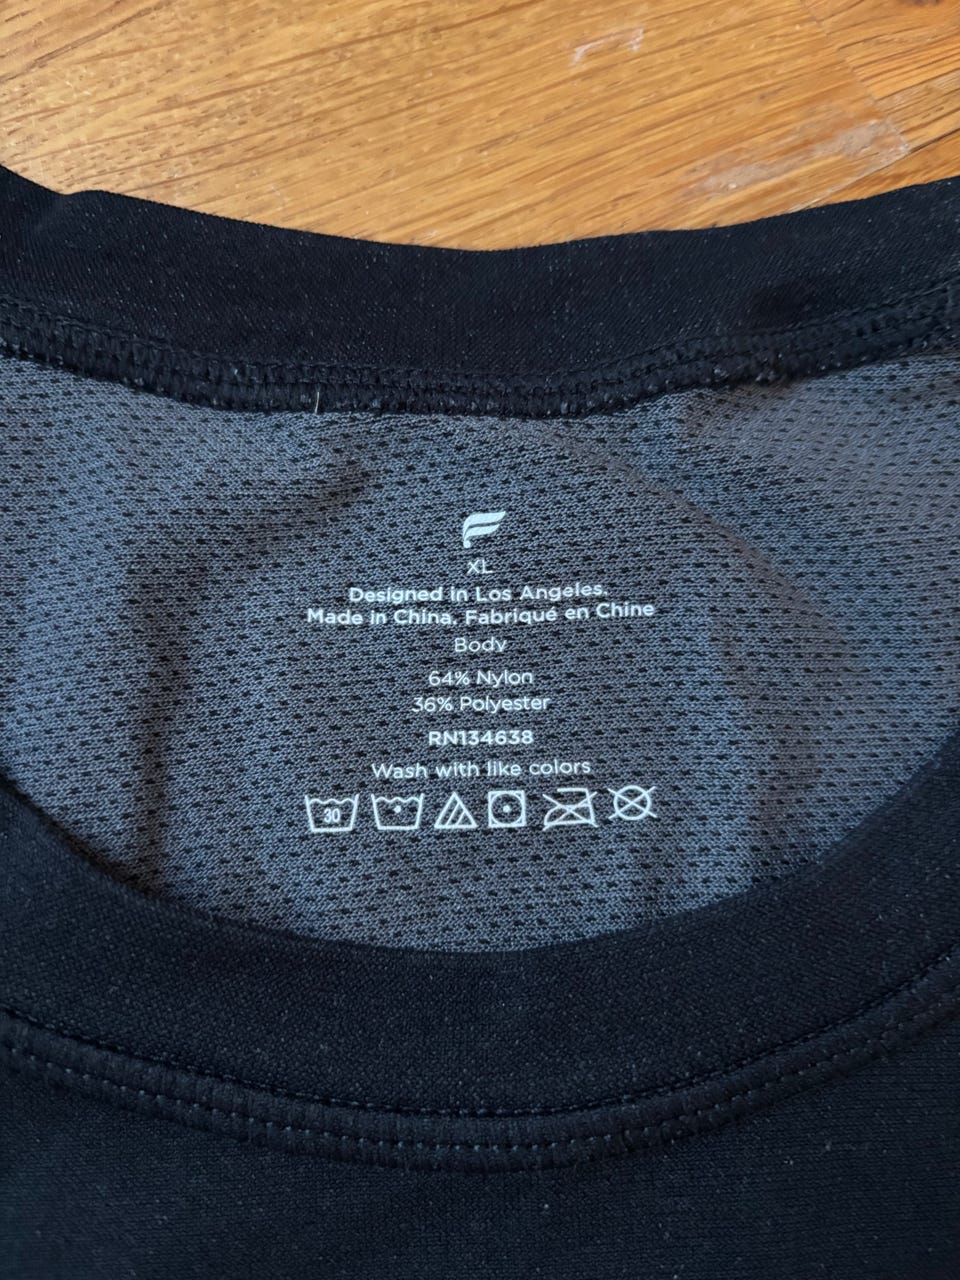 XL
Designed in Los Angeles.
Made in China. Fabriqué en Chine
Body
64% Nylon
36% Polyester
RN134638
Wash with like colors
30